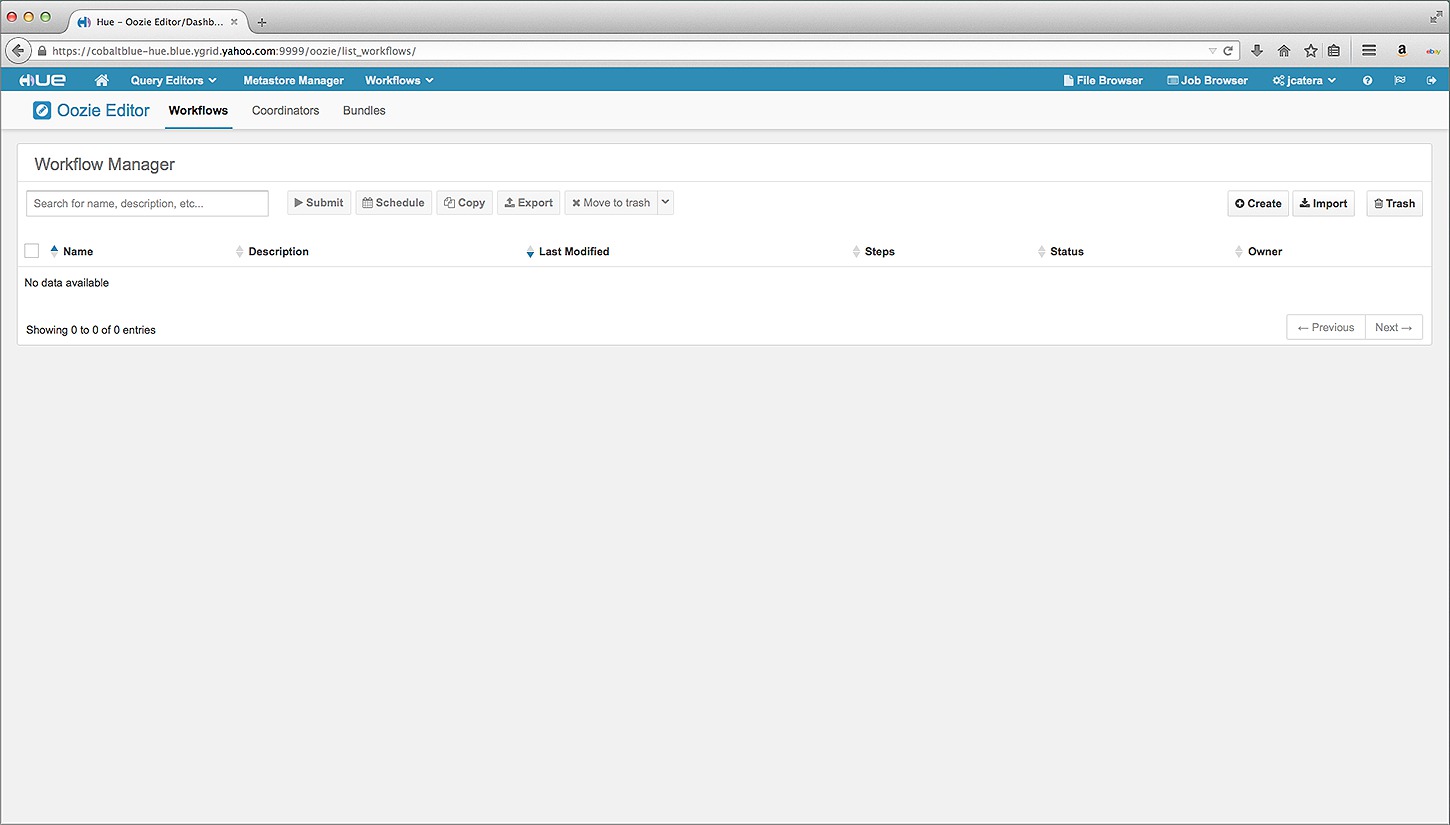 Hue - Oozie Editor/Dashb...
https://cobaltblue-hue.blue.ygrid.yahoo.com:9999/oozie/list_workflows/
a
ebay
HUE Query Editors Metastore Manager Workflows File Browser Job Browser jcatera
Oozie Editor Workflows Coordinators Bundles
Workflow Manager
Search for name, description, etc... Submit Schedule Copy Export Move to trash Create Import Trash
Name Description Last Modified Steps Status Owner
No data available
Showing 0 to 0 of 0 entries ← Previous Next →